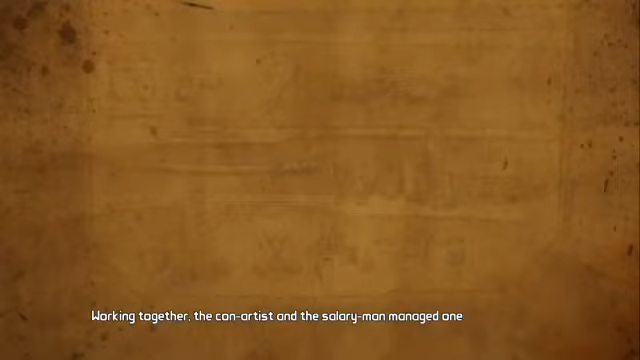 Working together, the con-artist and the salary-man managed one